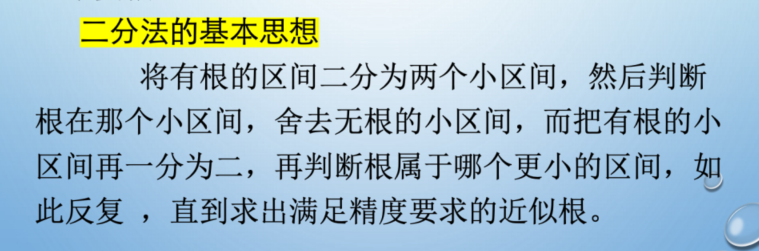 二分法的基本思想
将有根的区间二分为两个小区间，然后判断
根在那个小区间，舍去无根的小区间，而把有根的小
区间再一分为二，再判断根属于哪个更小的区间，如
此反复 ，直到求出满足精度要求的近似根。